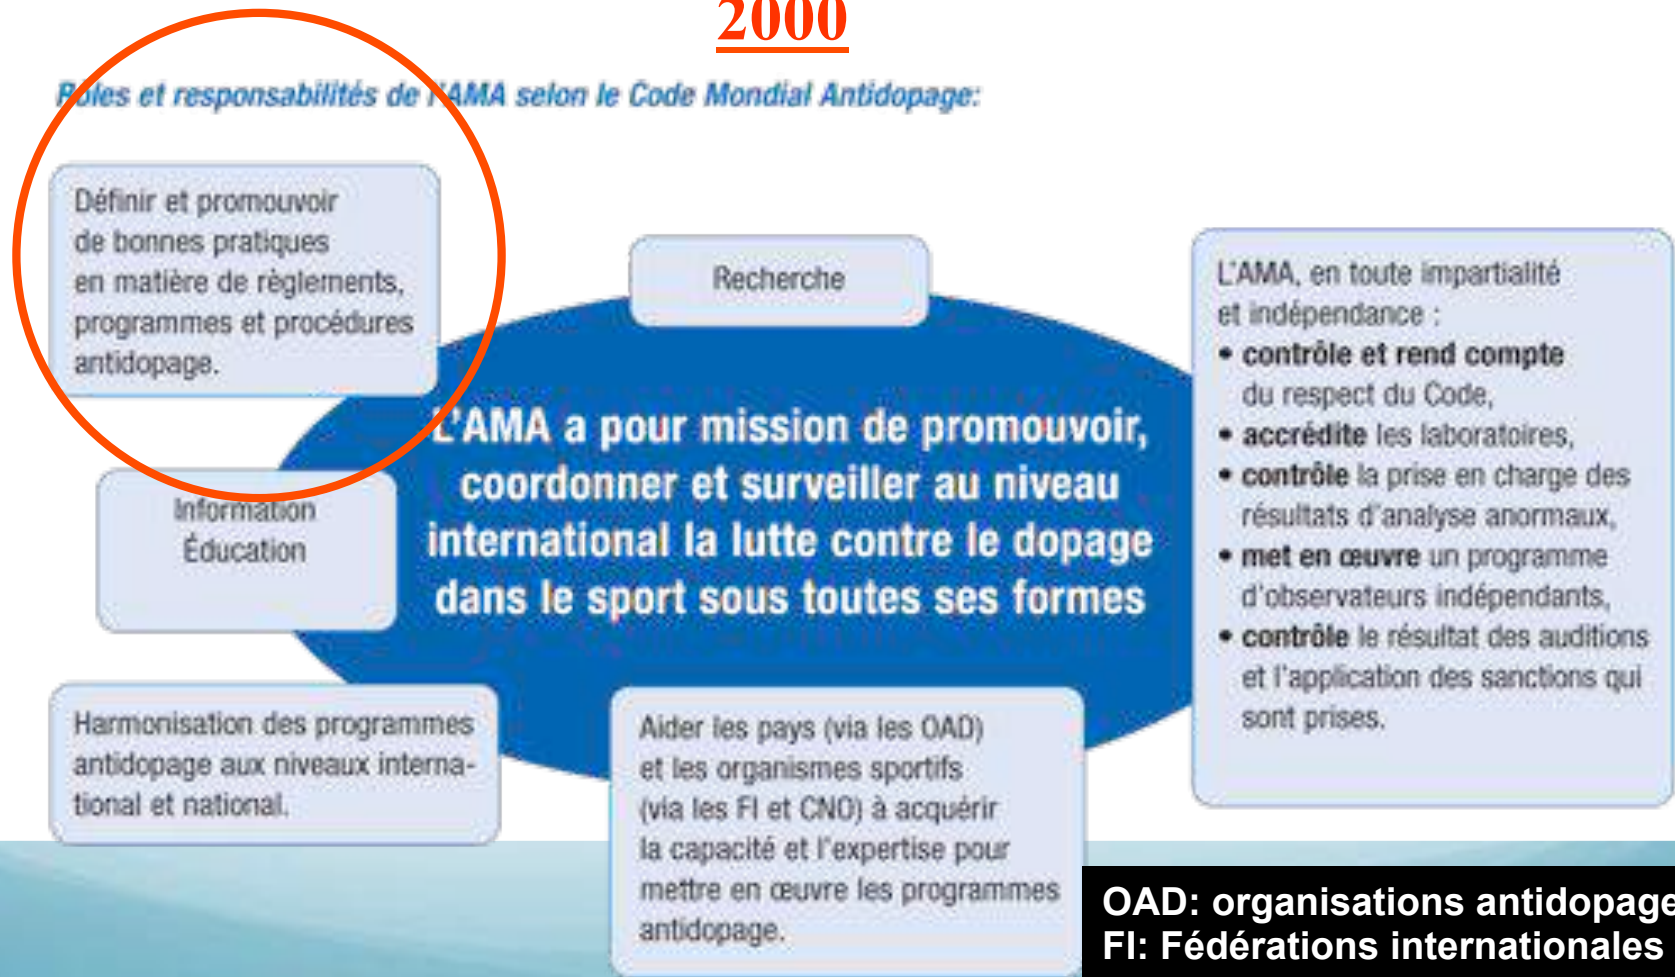 2000
Rôles et responsabilités de l'AMA selon le Code Mondial Antidopage:
Définir et promouvoir
de bonnes pratiques
en matière de règlements,
programmes et procédures
antidopage.
Recherche
L'AMA, en toute impartialité
et indépendance :
• contrôle et rend compte
du respect du Code,
• accrédite les laboratoires,
• contrôle la prise en charge des
résultats d'analyse anormaux,
• met en œuvre un programme
d'observateurs indépendants,
• contrôle le résultat des auditions
et l'application des sanctions qui
sont prises.
L'AMA a pour mission de promouvoir,
coordonner et surveiller au niveau
international la lutte contre le dopage
dans le sport sous toutes ses formes
Information
Éducation
Harmonisation des programmes
antidopage aux niveaux interna-
tional et national.
Aider les pays (via les OAD)
et les organismes sportifs
(via les FI et CNO) à acquérir
la capacité et l'expertise pour
mettre en œuvre les programmes
antidopage.
OAD: organisations antidopage
FI: Fédérations internationales